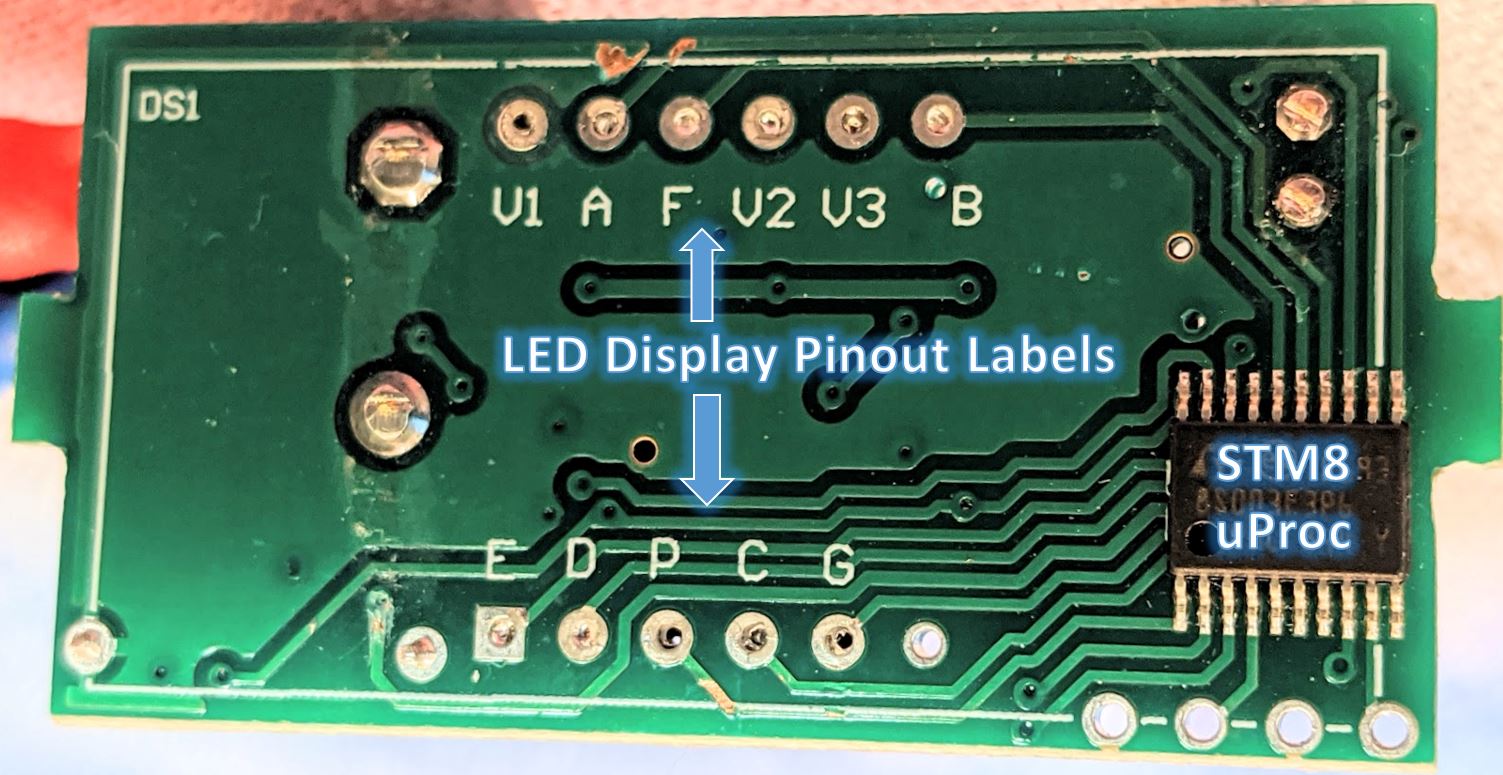 DS1
V1 A F V2 V3 B
LED Display Pinout Labels
STM8
uProc
E D P C G